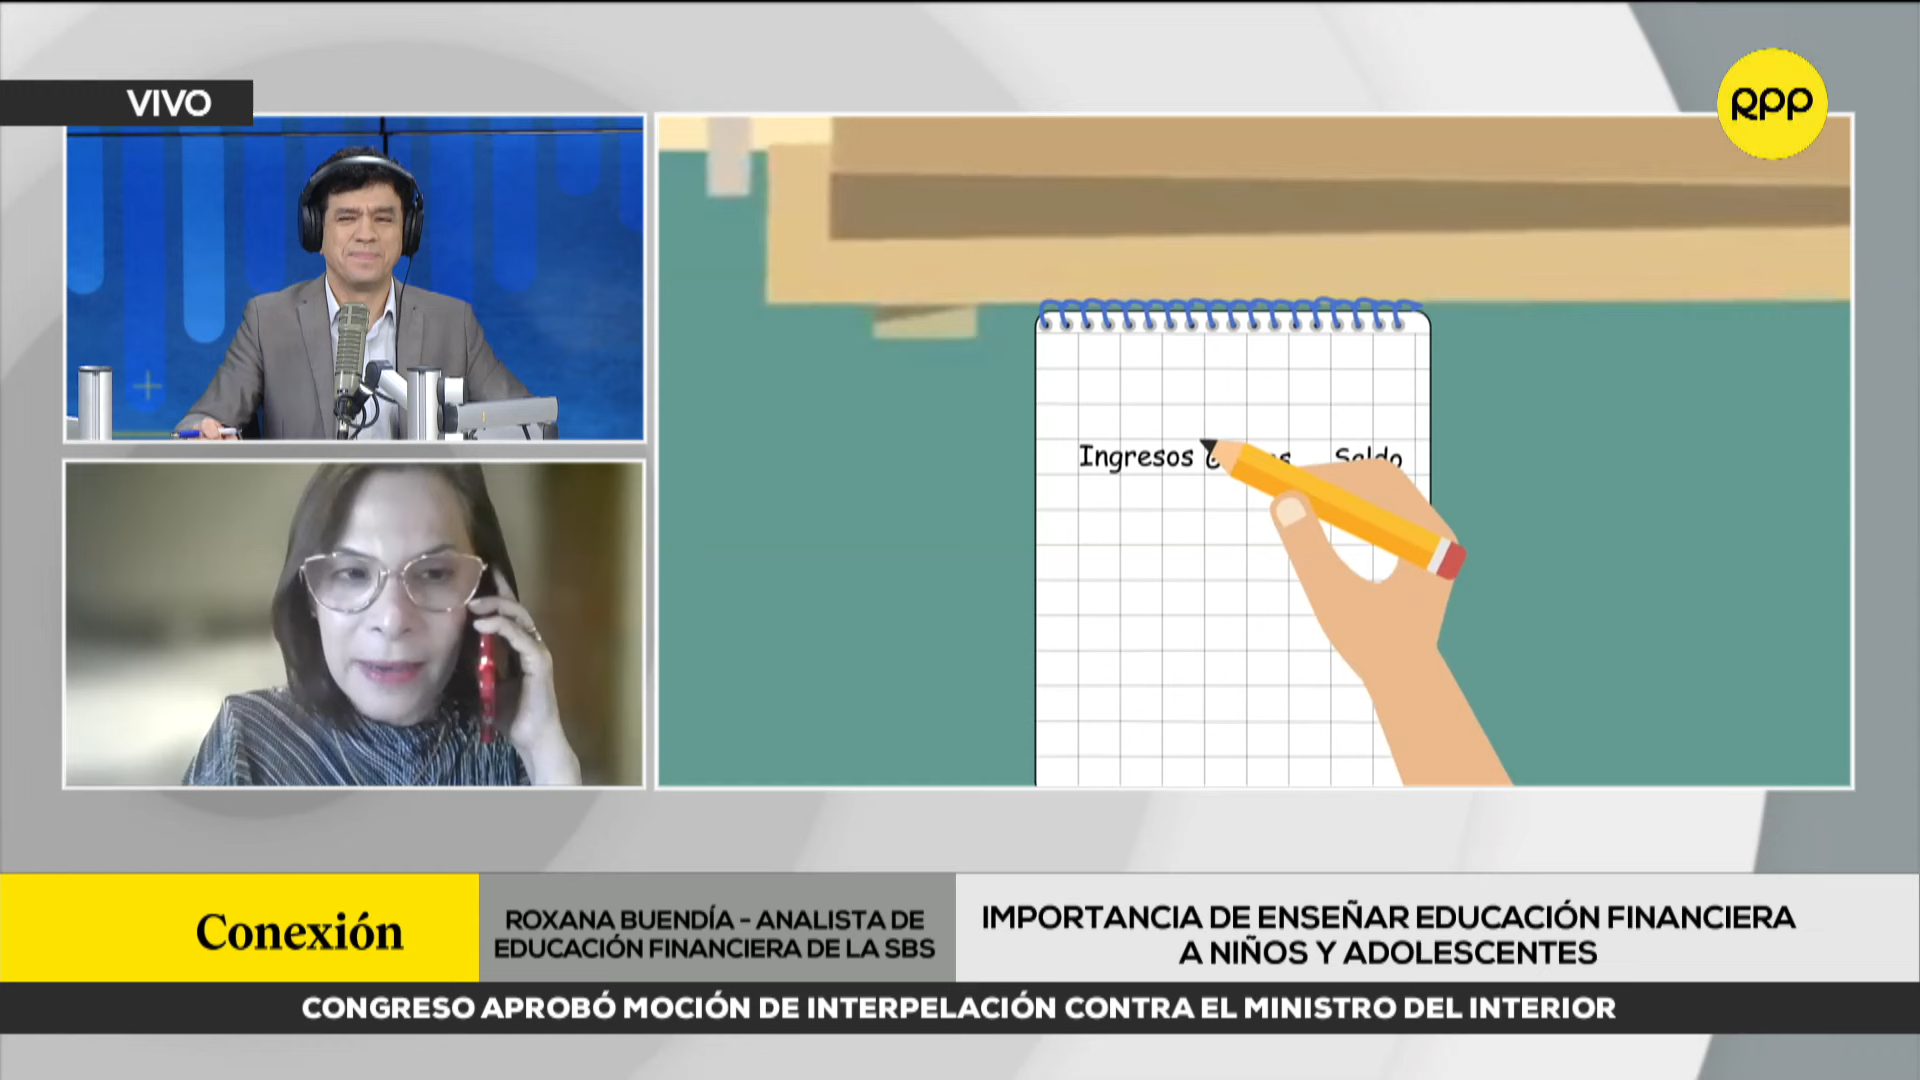 VIVO
RPP
Ingresos Saldo
Conexión
ROXANA BUENDÍA - ANALISTA DE
EDUCACIÓN FINANCIERA DE LA SBS
IMPORTANCIA DE ENSEÑAR EDUCACIÓN FINANCIERA
A NIÑOS Y ADOLESCENTES
CONGRESO APROBÓ MOCIÓN DE INTERPELACIÓN CONTRA EL MINISTRO DEL INTERIOR